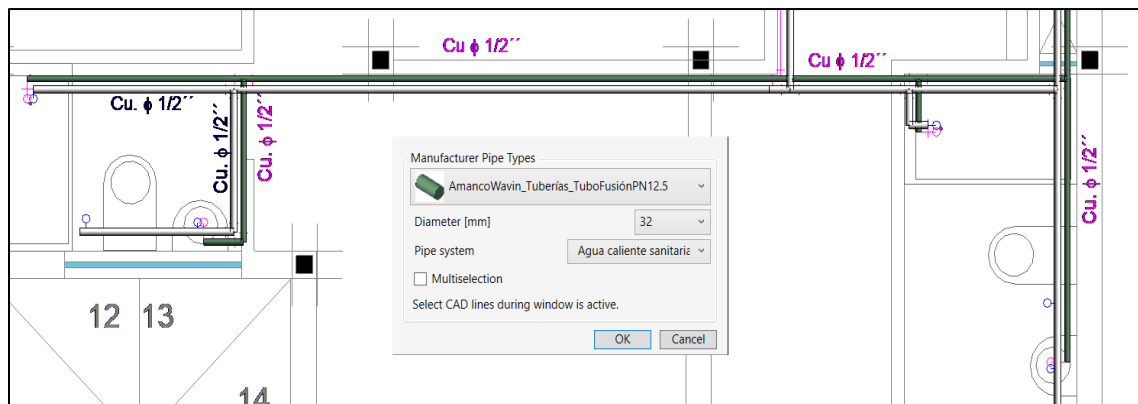 Cu ϕ 1/2´´
Cu ϕ 1/2´´
Cu. ϕ 1/2´´
Cu. ϕ 1/2´´
Cu. ϕ 1/2´´
Cu. ϕ 1/2´´
Manufacturer Pipe Types
AmancoWavin_Tuberías_TuboFusiónPN12.5
Diameter [mm] 32
Pipe system Agua caliente sanitaria
Multiselection
Select CAD lines during window is active.
OK Cancel
12 13
14